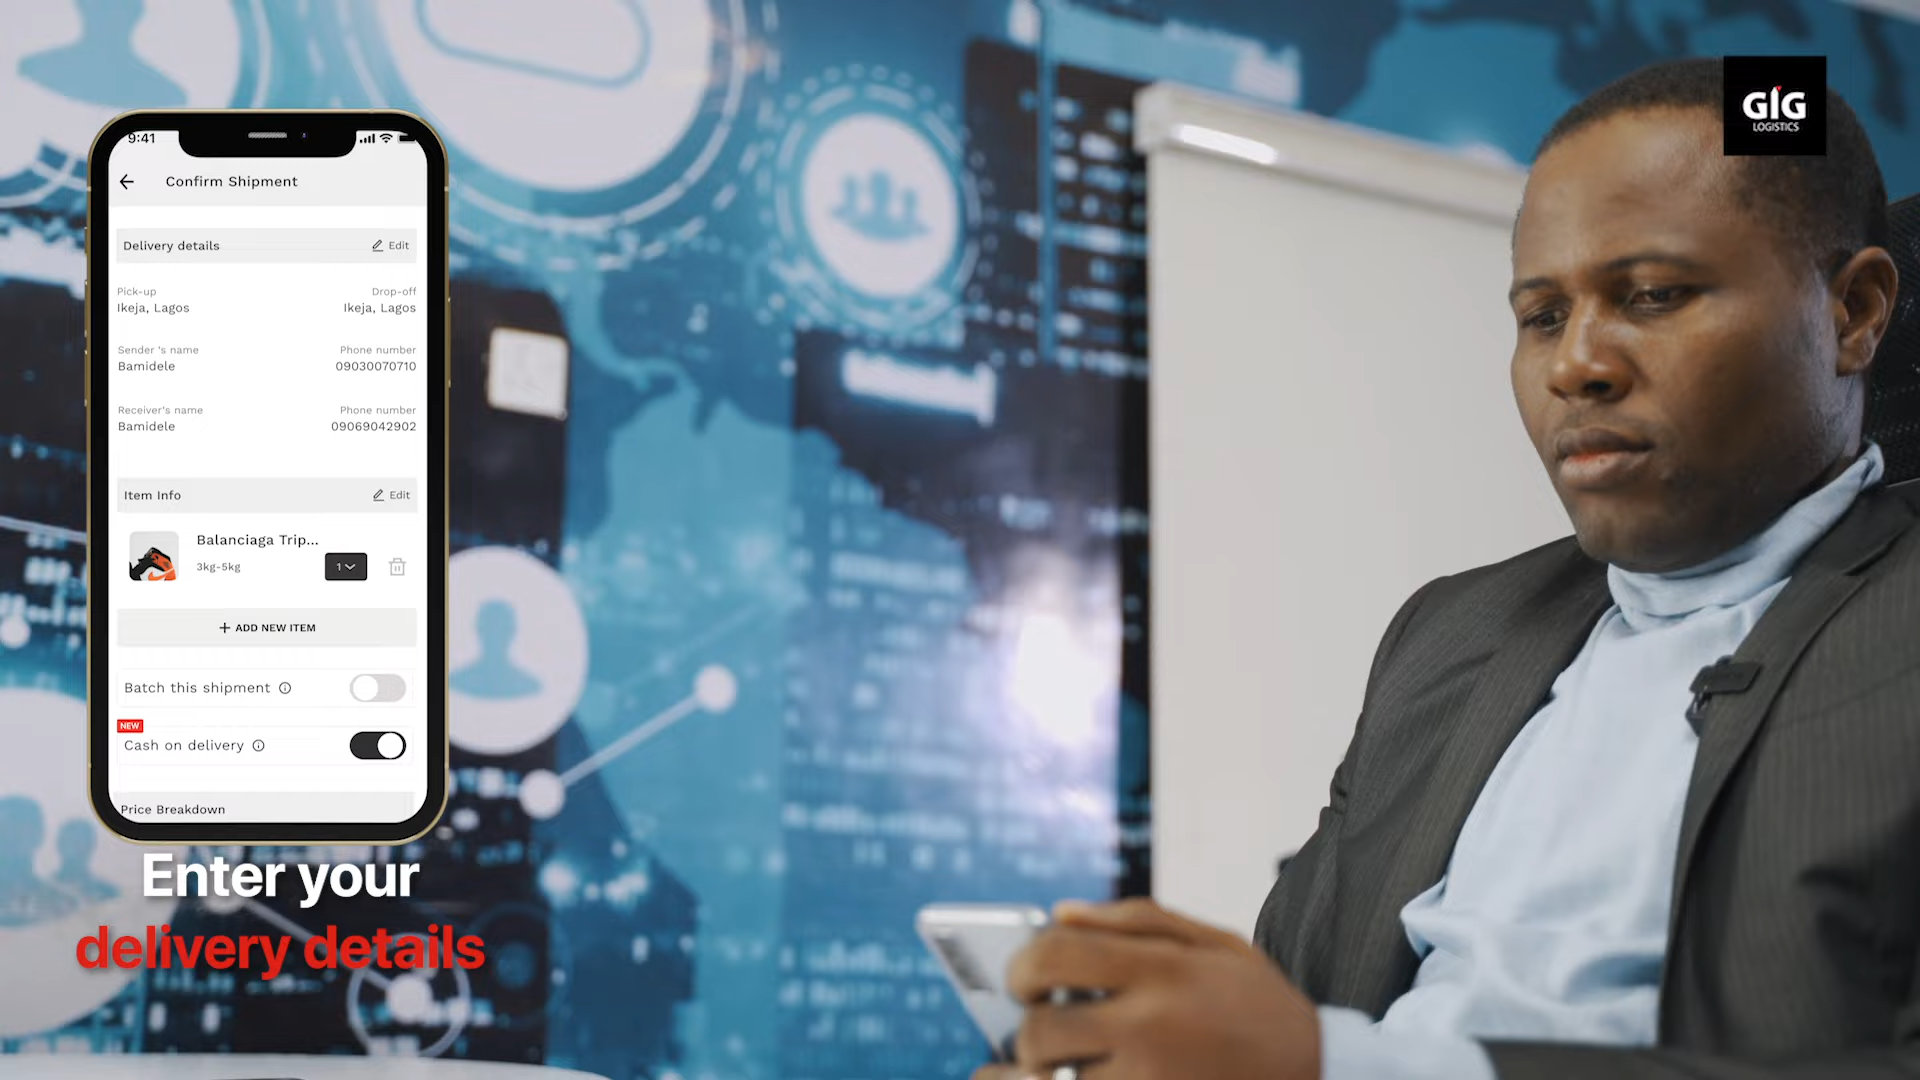 9:41
Confirm Shipment
Delivery details
Edit
Pick-up
Drop-off
Ikeja, Lagos
Ikeja, Lagos
Sender 's name
Phone number
Bamidele
09030070710
Receiver's name
Phone number
Bamidele
09069042902
Item Info
Edit
Balanciaga Trip...
3kg-5kg
1
+ ADD NEW ITEM
Batch this shipment
NEW
Cash on delivery
Price Breakdown
Enter your
delivery details
GIG
LOGISTICS